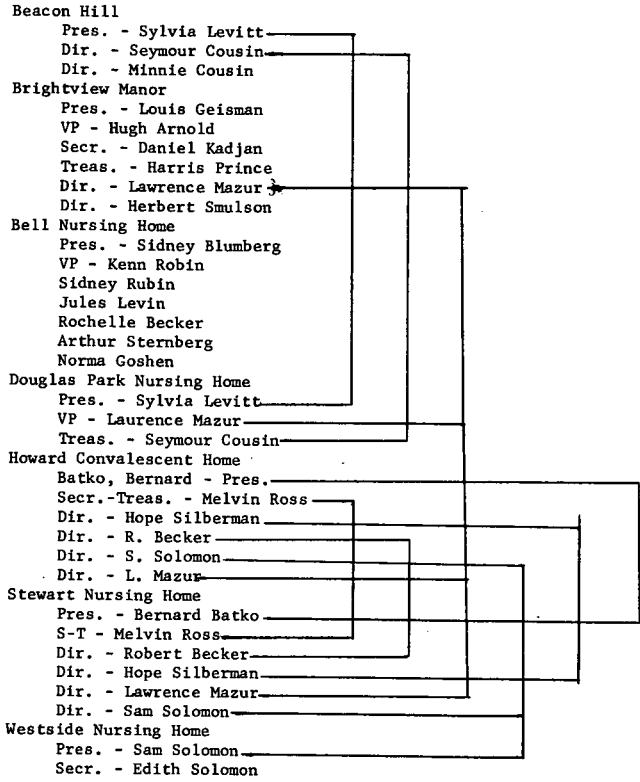 Beacon Hill
Pres. - Sylvia Levitt
Dir. - Seymour Cousin
Dir. - Minnie Cousin
Brightview Manor
Pres. - Louis Geisman
VP - Hugh Arnold
Secr. - Daniel Kadjan
Treas. - Harris Prince
Dir. - Lawrence Mazur
Dir. - Herbert Smulson
Bell Nursing Home
Pres. - Sidney Blumberg
VP - Kenn Robin
Sidney Rubin
Jules Levin
Rochelle Becker
Arthur Sternberg
Norma Goshen
Douglas Park Nursing Home
Pres. - Sylvia Levitt
VP - Laurence Mazur
Treas. - Seymour Cousin
Howard Convalescent Home
Batko, Bernard - Pres.
Secr.-Treas. - Melvin Ross
Dir. - Hope Silberman
Dir. - R. Becker
Dir. - S. Solomon
Dir. - L. Mazur
Stewart Nursing Home
Pres. - Bernard Batko
S-T - Melvin Ross
Dir. - Robert Becker
Dir. - Hope Silberman
Dir. - Lawrence Mazur
Dir. - Sam Solomon
Westside Nursing Home
Pres. - Sam Solomon
Secr. - Edith Solomon